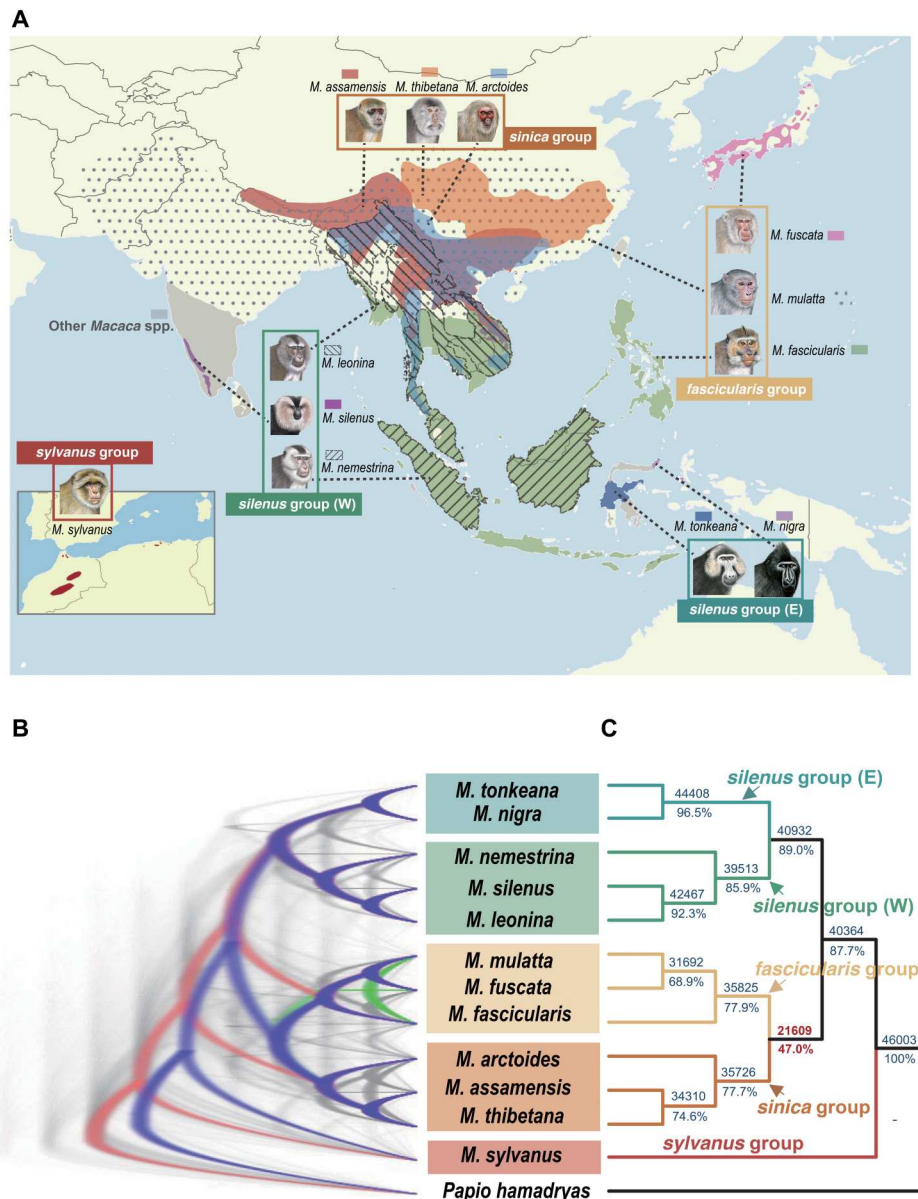 A
M. assamensis M. thibetana M. arctoides
sinica group
M. fuscata
M. mulatta
M. fascicularis
fascicularis group
Other Macaca spp.
M. leonina
M. silenus
M. nemestrina
silenus group (W)
sylvanus group
M. sylvanus
M. tonkeana M. nigra
silenus group (E)
B
M. tonkeana
M. nigra
M. nemestrina
M. silenus
M. leonina
M. mulatta
M. fuscata
M. fascicularis
M. arctoides
M. assamensis
M. thibetana
M. sylvanus
Papio hamadryas
C
silenus group (E)
44408
96.5%
40932
89.0%
39513
85.9%
42467
92.3%
silenus group (W)
40364
87.7%
fascicularis group
31692
68.9%
35825
77.9%
21609
47.0%
46003
100%
35726
77.7%
34310
74.6%
sinica group
-
sylvanus group